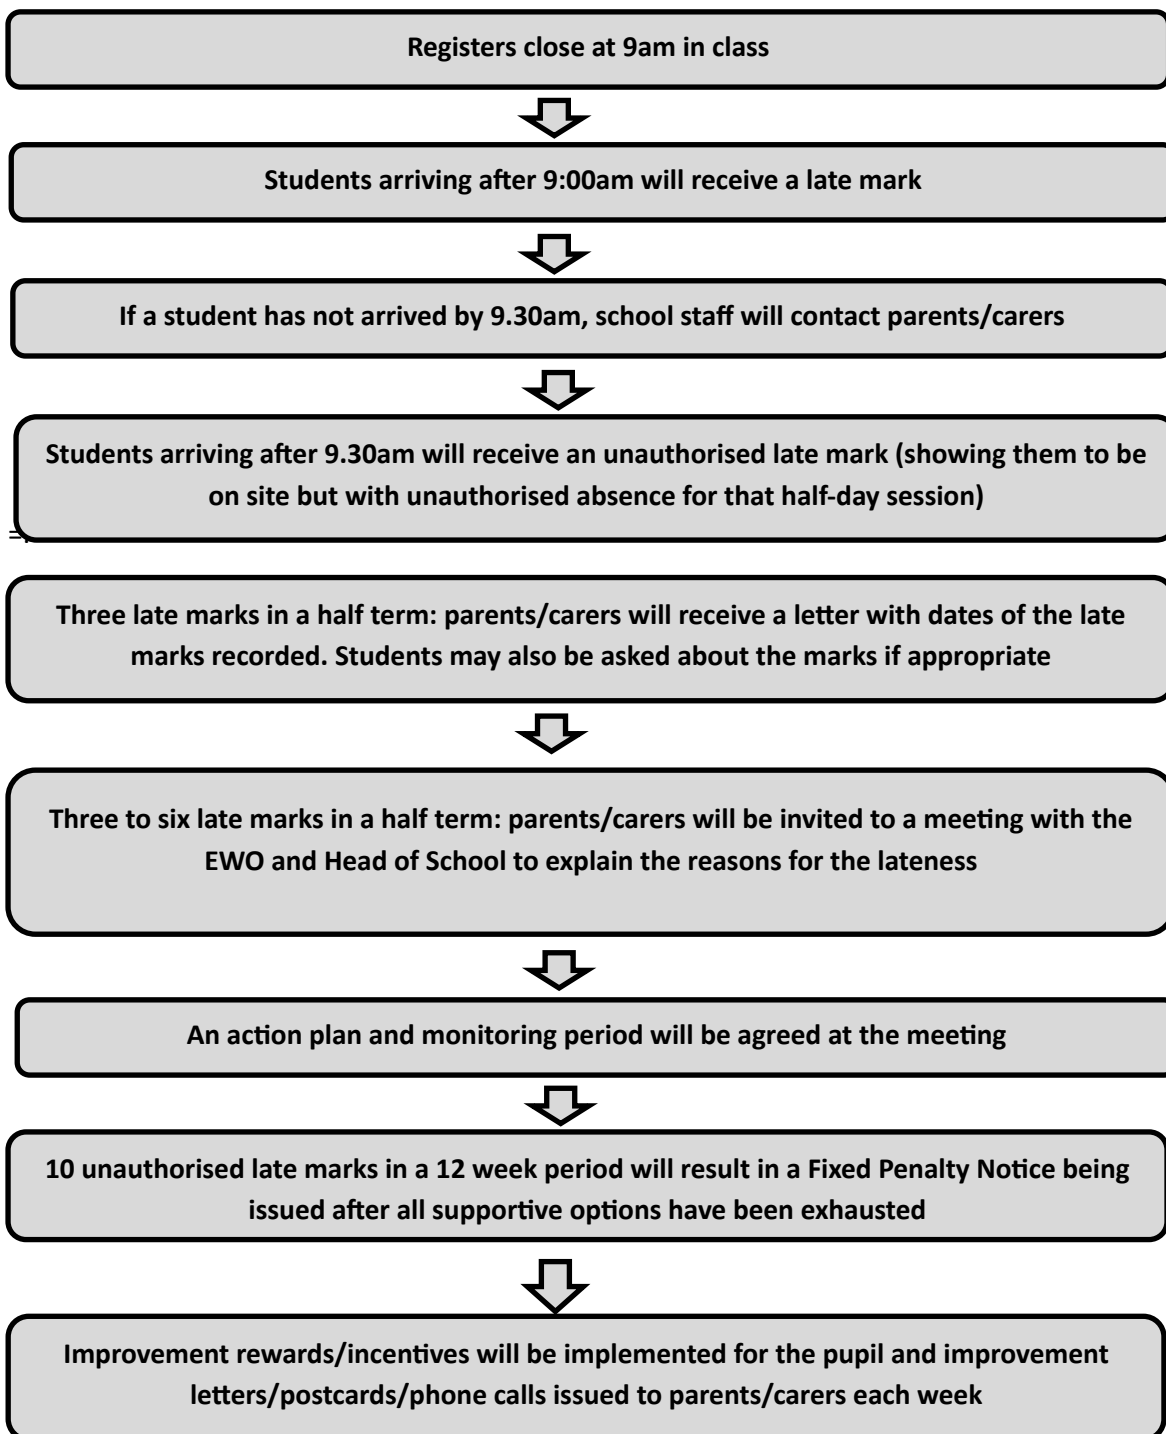 Registers close at 9am in class
Students arriving after 9:00am will receive a late mark
If a student has not arrived by 9.30am, school staff will contact parents/carers
Students arriving after 9.30am will receive an unauthorised late mark (showing them to be
on site but with unauthorised absence for that half-day session)
Three late marks in a half term: parents/carers will receive a letter with dates of the late
marks recorded. Students may also be asked about the marks if appropriate
Three to six late marks in a half term: parents/carers will be invited to a meeting with the
EWO and Head of School to explain the reasons for the lateness
An action plan and monitoring period will be agreed at the meeting
10 unauthorised late marks in a 12 week period will result in a Fixed Penalty Notice being
issued after all supportive options have been exhausted
Improvement rewards/incentives will be implemented for the pupil and improvement
letters/postcards/phone calls issued to parents/carers each week